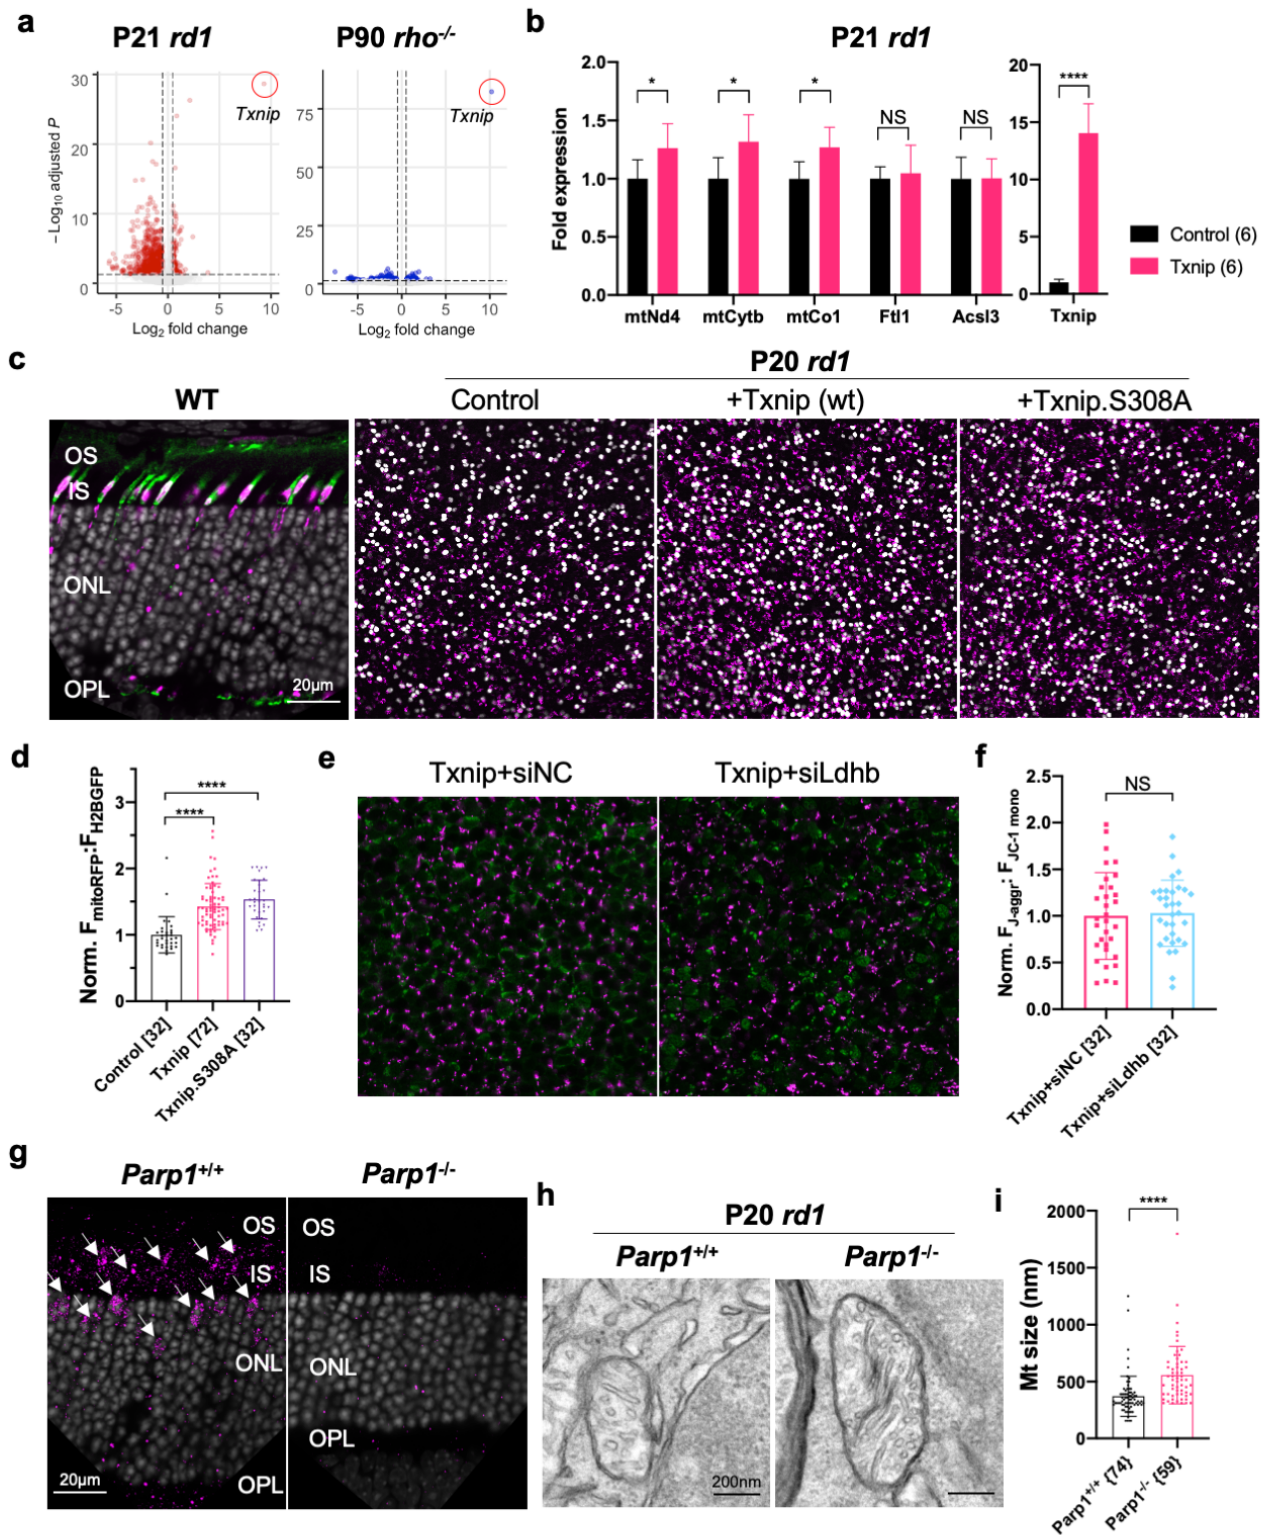 a
P21 rd1
P90 rho-/-
30
20
10
0
−Log10 adjusted P
Txnip
-5 0 5 10
Log2 fold change
75
50
25
0
Txnip
-5 0 5 10
Log2 fold change
b
P21 rd1
Fold expression
2.0
1.5
1.0
0.5
0.0
* * * NS NS
mtNd4 mtCytb mtCo1 Ftl1 Acsl3
20
15
10
5
0
****
Txnip
Control (6)
Txnip (6)
c
P20 rd1
WT
Control
+Txnip (wt)
+Txnip.S308A
OS
IS
ONL
OPL
20µm
d
Norm. FmitoRFP:FH2BGFP
3
2
1
0
****
****
Control [32]
Txnip [72]
Txnip.S308A [32]
e
Txnip+siNC
Txnip+siLdhb
f
Norm. FJ-aggr: FJC-1 mono
2.5
2.0
1.5
1.0
0.5
0.0
NS
Txnip+siNC [32]
Txnip+siLdhb [32]
g
Parp1+/+
Parp1-/-
OS
IS
ONL
OPL
20µm
OS
IS
ONL
OPL
h
P20 rd1
Parp1+/+
Parp1-/-
200nm
i
Mt size (nm)
2000
1500
1000
500
0
****
Parp1+/+ {74}
Parp1-/- {59}